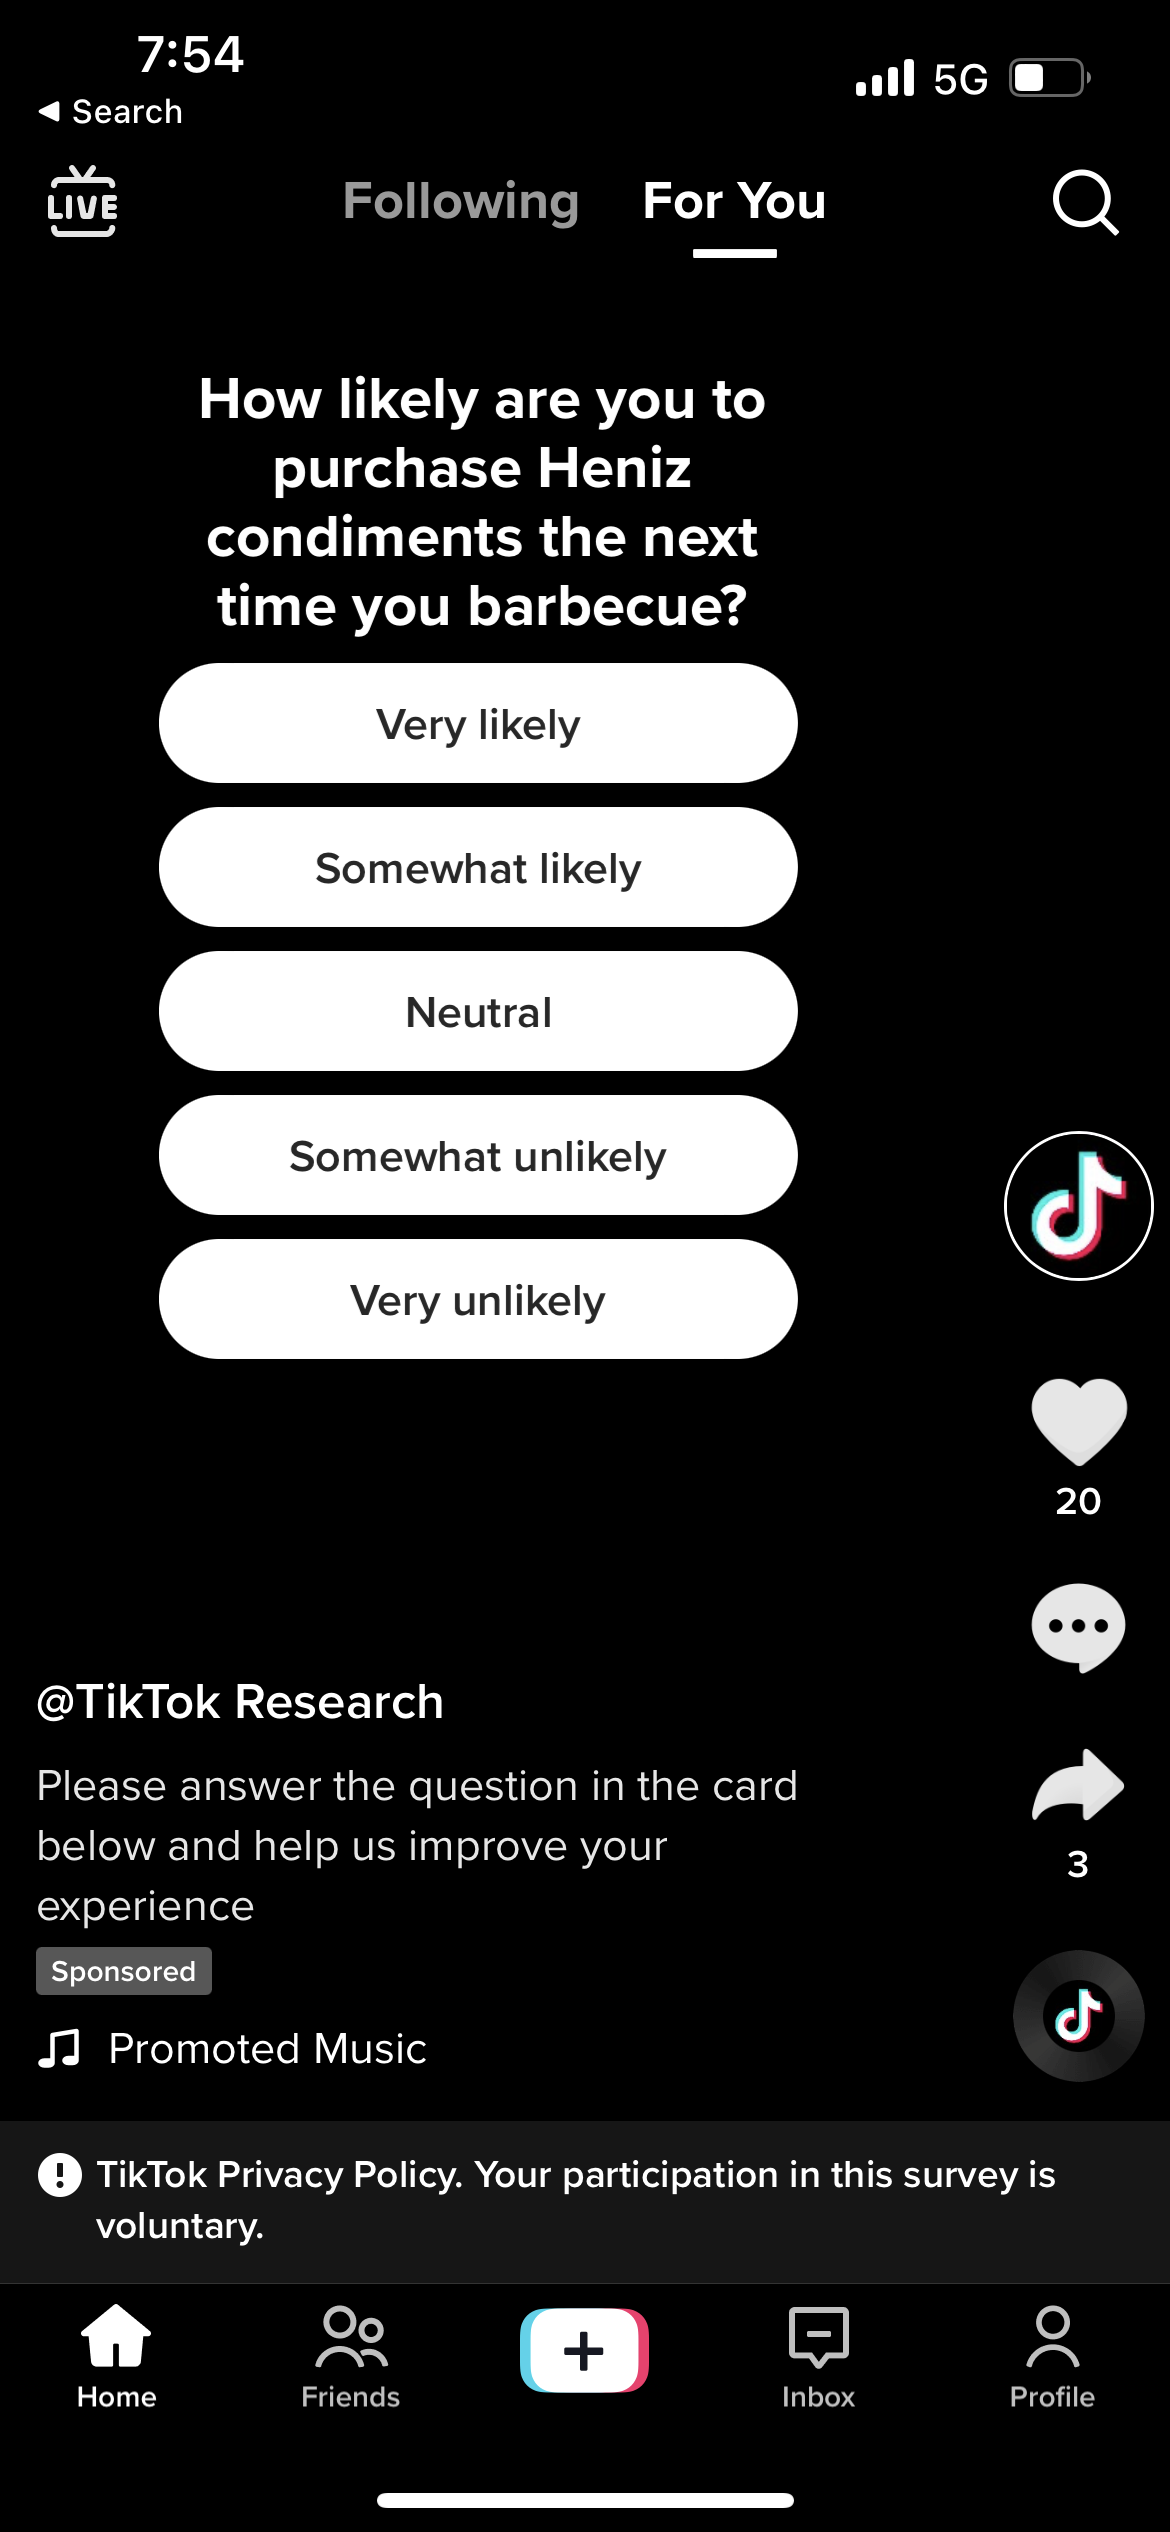 7:54
5G
Search
LIVE
Following
For You
How likely are you to
purchase Heniz
condiments the next
time you barbecue?
Very likely
Somewhat likely
Neutral
Somewhat unlikely
Very unlikely
20
3
@TikTok Research
Please answer the question in the card
below and help us improve your
experience
Sponsored
Promoted Music
TikTok Privacy Policy. Your participation in this survey is
voluntary.
Home
Friends
Inbox
Profile